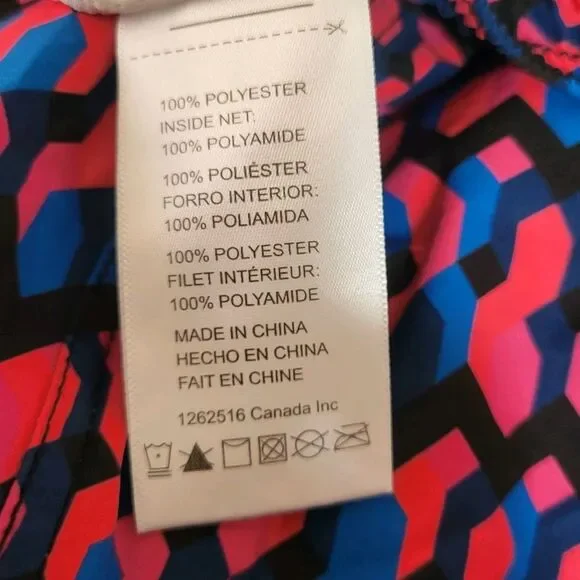 100% POLYESTER
INSIDE NET:
100% POLYAMIDE
100% POLIÉSTER
FORRO INTERIOR:
100% POLIAMIDA
100% POLYESTER
FILET INTÉRIEUR:
100% POLYAMIDE
MADE IN CHINA
HECHO EN CHINA
FAIT EN CHINE
1262516 Canada Inc